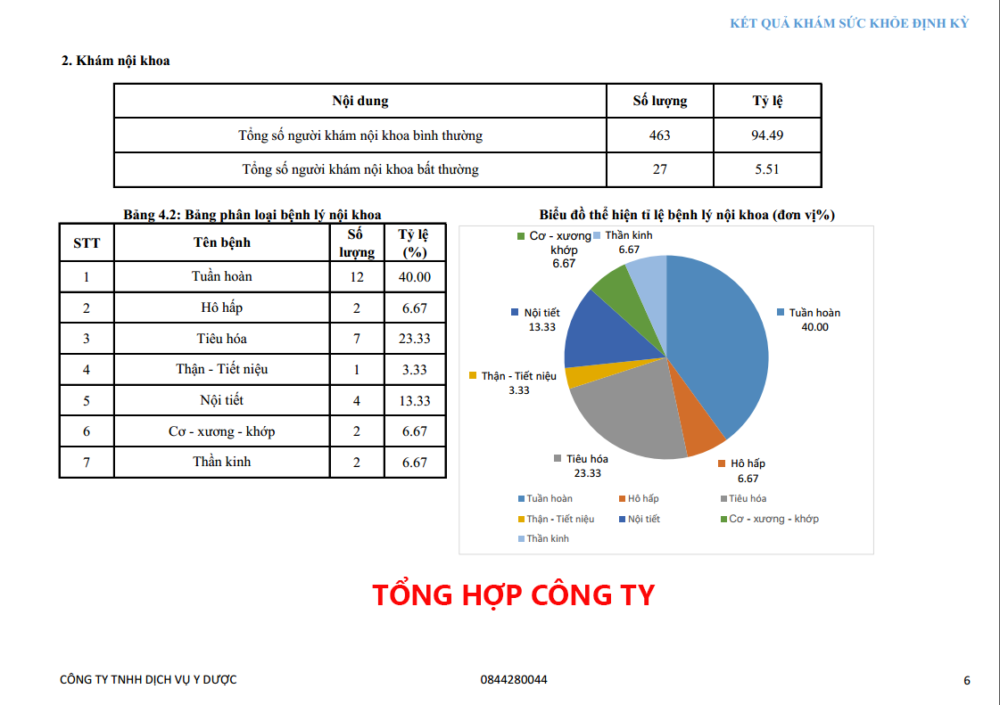 KẾT QUẢ KHÁM SỨC KHỎE ĐỊNH KỲ
2. Khám nội khoa
Nội dung Số lượng Tỷ lệ
Tổng số người khám nội khoa bình thường 463 94.49
Tổng số người khám nội khoa bất thường 27 5.51
Bảng 4.2: Bảng phân loại bệnh lý nội khoa
STT Tên bệnh Số lượng Tỷ lệ (%)
1 Tuần hoàn 12 40.00
2 Hô hấp 2 6.67
3 Tiêu hóa 7 23.33
4 Thận - Tiết niệu 1 3.33
5 Nội tiết 4 13.33
6 Cơ - xương - khớp 2 6.67
7 Thần kinh 2 6.67
Biểu đồ thể hiện tỉ lệ bệnh lý nội khoa (đơn vị%)
Cơ - xương
khớp
6.67
Thần kinh
6.67
Nội tiết
13.33
Tuần hoàn
40.00
Thận - Tiết niệu
3.33
Tiêu hóa
23.33
Hô hấp
6.67
Tuần hoàn Hô hấp Tiêu hóa
Thận - Tiết niệu Nội tiết Cơ - xương - khớp
Thần kinh
TỔNG HỢP CÔNG TY
CÔNG TY TNHH DỊCH VỤ Y DƯỢC 0844280044 6